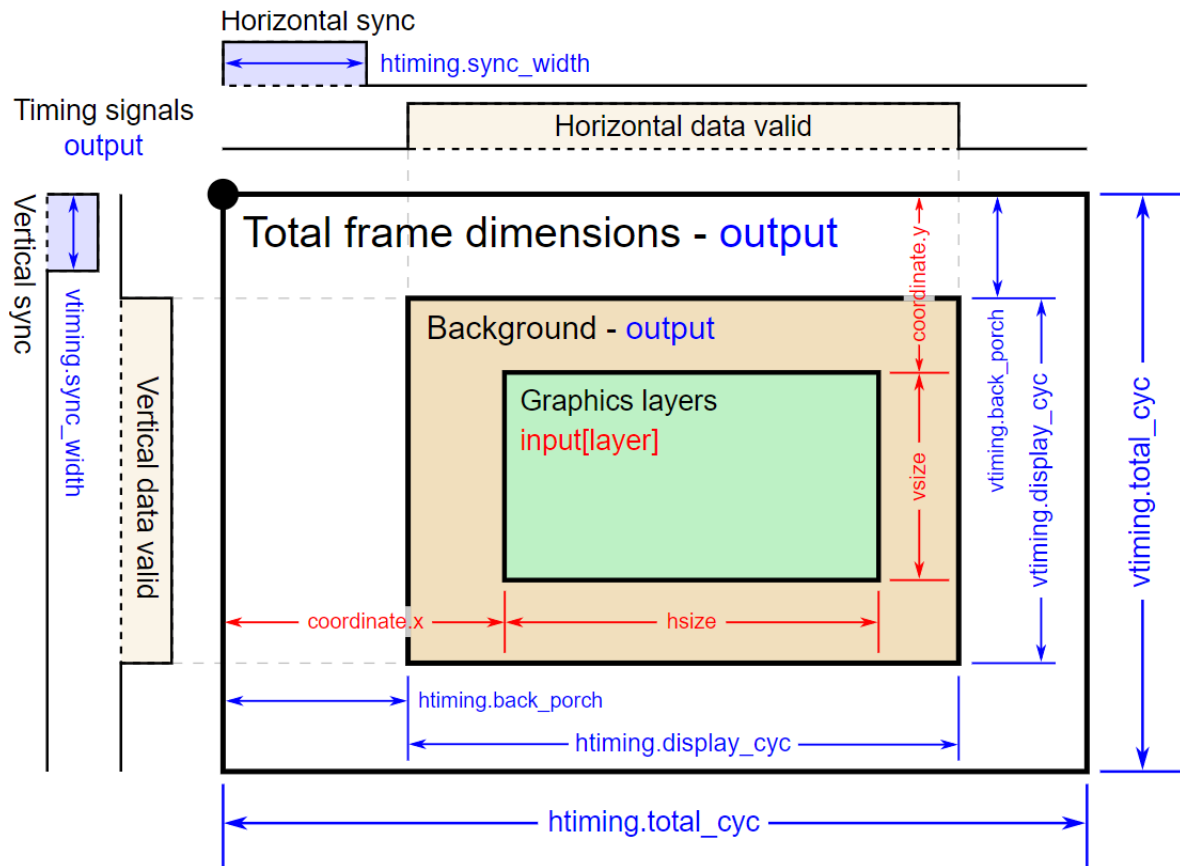 Horizontal sync
htiming.sync_width
Timing signals
output
Horizontal data valid
Vertical sync
vtiming.sync_width
Vertical data valid
Total frame dimensions - output
coordinate.y
Background - output
Graphics layers
input[layer]
vsize
vtiming.back_porch
vtiming.display_cyc
vtiming.total_cyc
coordinate.x
hsize
htiming.back_porch
htiming.display_cyc
htiming.total_cyc